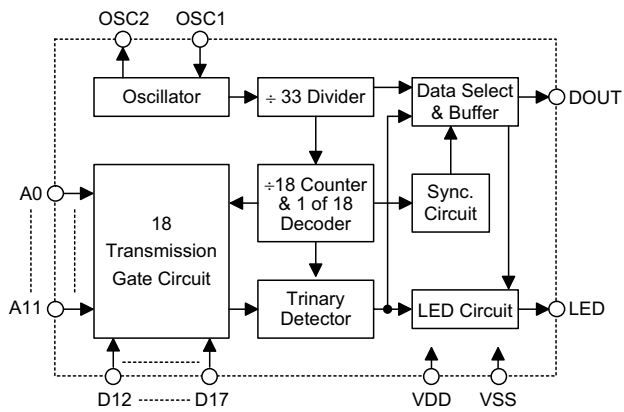 OSC2 OSC1
Oscillator
÷ 33 Divider
Data Select
& Buffer
DOUT
A0
18
Transmission
Gate Circuit
÷18 Counter
& 1 of 18
Decoder
Sync.
Circuit
A11
Trinary
Detector
LED Circuit
LED
D12 D17 VDD VSS